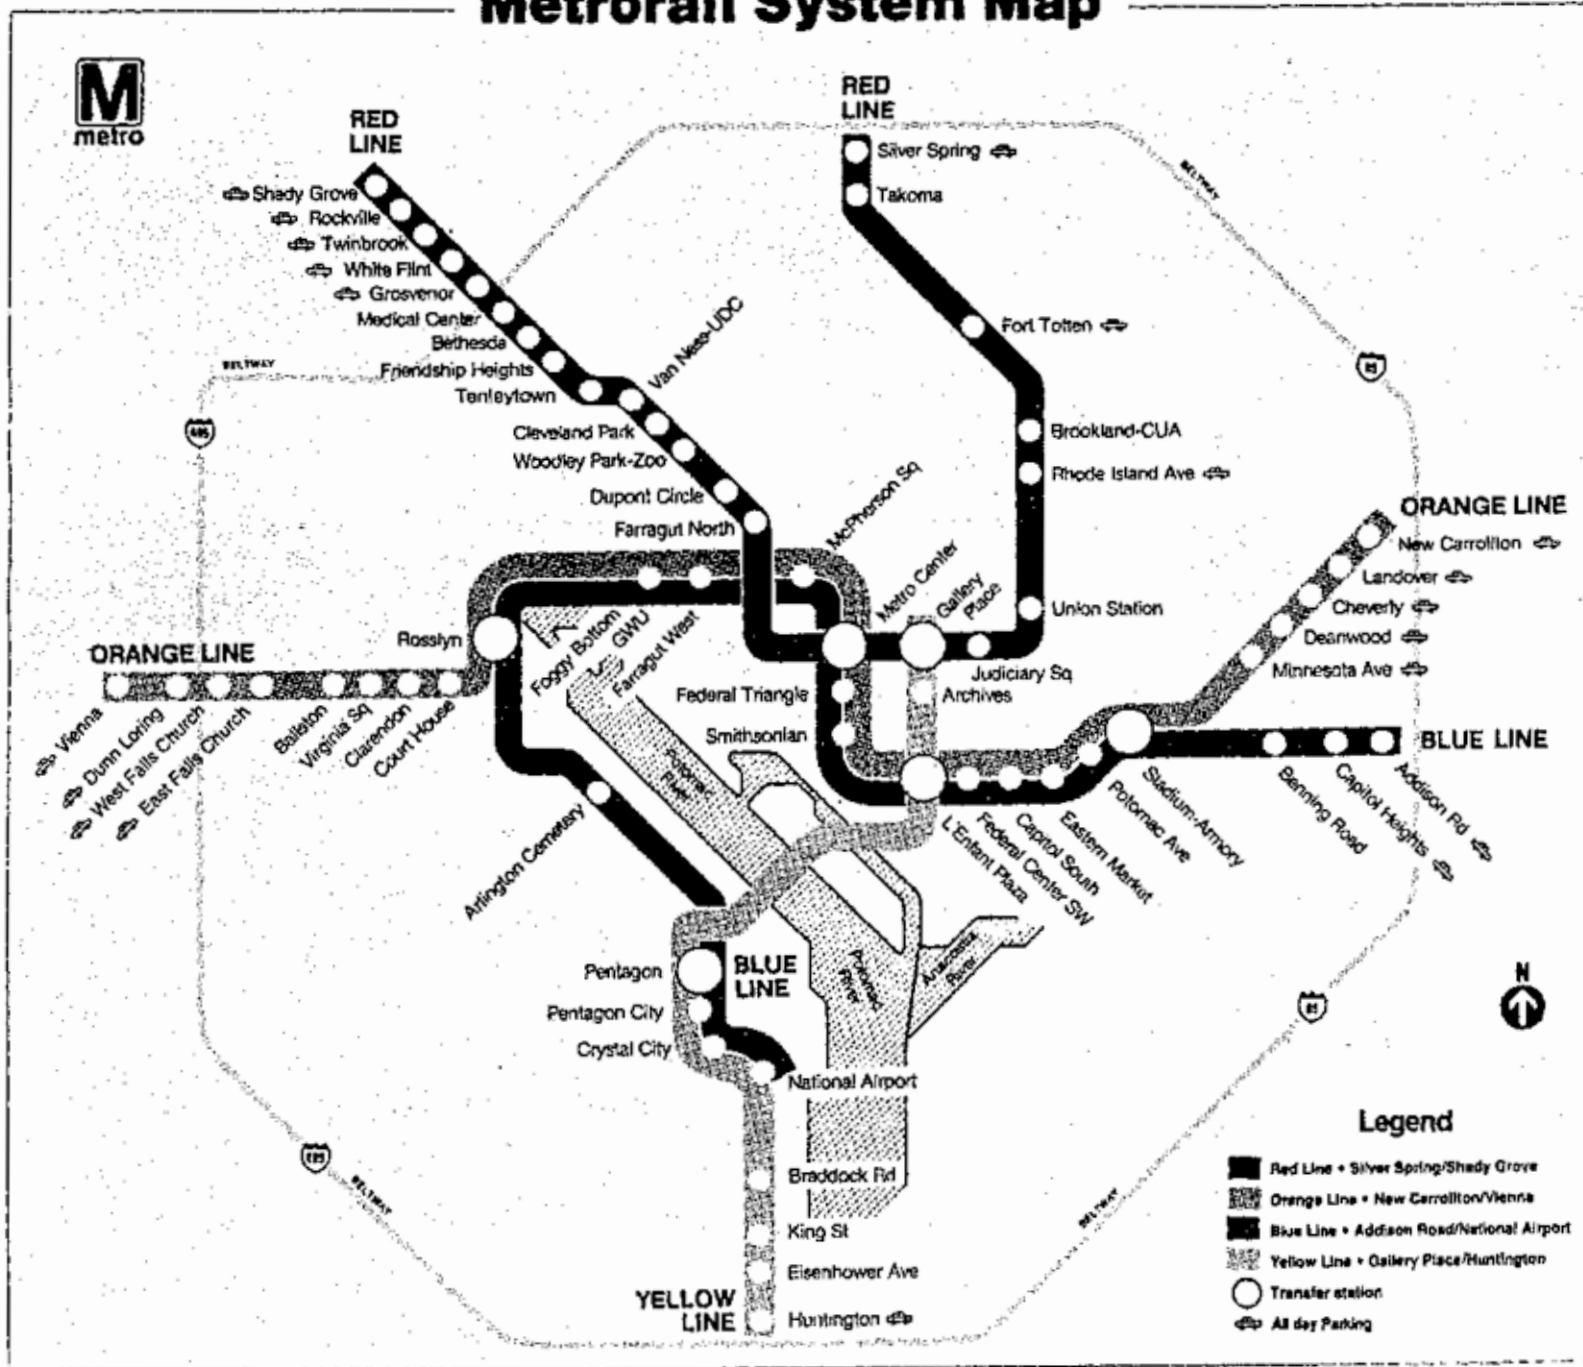 Metrorail System Map
M
metro
RED
LINE
Shady Grove
Rockville
Twinbrook
White Flint
Grosvenor
Medical Center
Bethesda
Friendship Heights
Tenleytown
Van Ness-UDC
Cleveland Park
Woodley Park-Zoo
Dupont Circle
Farragut North
RED
LINE
Silver Spring
Takoma
Fort Totten
Brookland-CUA
Rhode Island Ave
Union Station
Judiciary Sq
Gallery
Place
Metro Center
McPherson Sq
BELTWAY
BELTWAY
495
95
ORANGE LINE
New Carrollton
Landover
Cheverly
Deanwood
Minnesota Ave
ORANGE LINE
Vienna
Dunn Loring
West Falls Church
East Falls Church
Ballston
Virginia Sq
Clarendon
Court House
Rosslyn
Foggy Bottom
GWU
Farragut West
Federal Triangle
Smithsonian
Archives
L'Enfant Plaza
Federal Center SW
Capitol South
Eastern Market
Potomac Ave
Stadium-Armory
BLUE LINE
Benning Road
Capitol Heights
Addison Rd
Arlington Cemetery
Potomac
River
Potomac
River
Anacostia
River
Pentagon
BLUE
LINE
Pentagon City
Crystal City
National Airport
Braddock Rd
King St
Eisenhower Ave
YELLOW
LINE
Huntington
BELTWAY
BELTWAY
95
N
Legend
Red Line • Silver Spring/Shady Grove
Orange Line • New Carrollton/Vienna
Blue Line • Addison Road/National Airport
Yellow Line • Gallery Place/Huntington
Transfer station
All day Parking